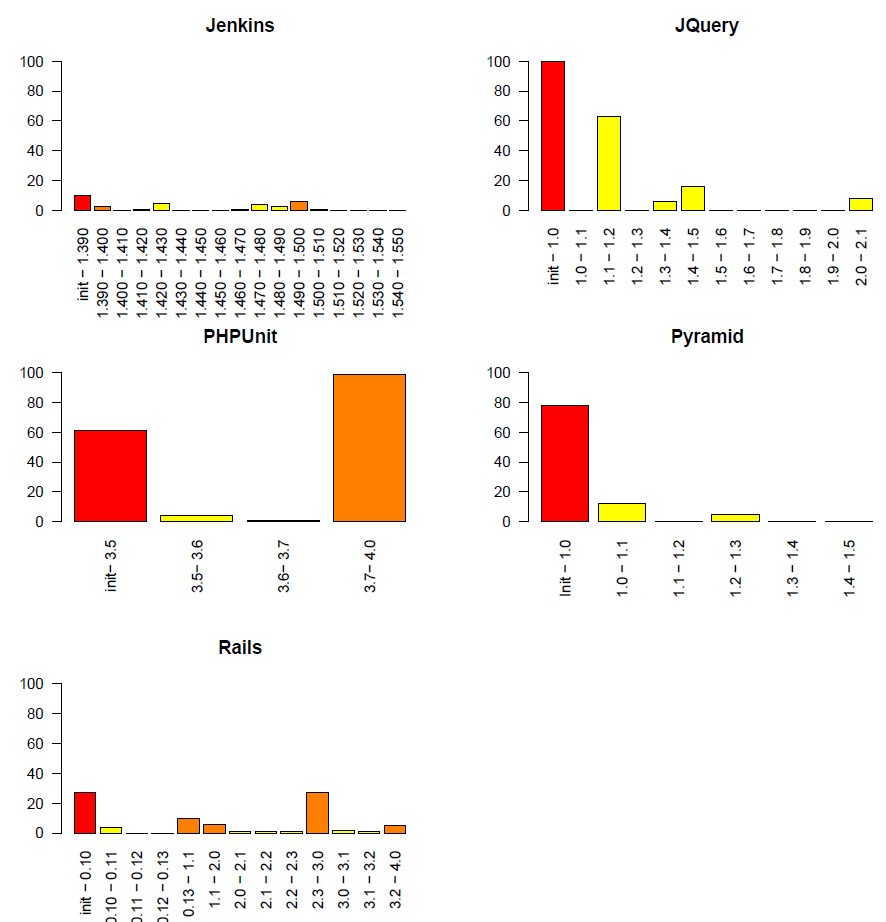 Jenkins
100
80
60
40
20
0
init − 1.390
1.390 − 1.400
1.400 − 1.410
1.410 − 1.420
1.420 − 1.430
1.430 − 1.440
1.440 − 1.450
1.450 − 1.460
1.460 − 1.470
1.470 − 1.480
1.480 − 1.490
1.490 − 1.500
1.500 − 1.510
1.510 − 1.520
1.520 − 1.530
1.530 − 1.540
1.540 − 1.550
JQuery
100
80
60
40
20
0
init − 1.0
1.0 − 1.1
1.1 − 1.2
1.2 − 1.3
1.3 − 1.4
1.4 − 1.5
1.5 − 1.6
1.6 − 1.7
1.7 − 1.8
1.8 − 1.9
1.9 − 2.0
2.0 − 2.1
PHPUnit
100
80
60
40
20
0
init− 3.5
3.5− 3.6
3.6− 3.7
3.7− 4.0
Pyramid
100
80
60
40
20
0
Init − 1.0
1.0 − 1.1
1.1 − 1.2
1.2 − 1.3
1.3 − 1.4
1.4 − 1.5
Rails
100
80
60
40
20
0
init − 0.10
0.10 − 0.11
0.11 − 0.12
0.12 − 0.13
0.13 − 1.1
1.1 − 2.0
2.0 − 2.1
2.1 − 2.2
2.2 − 2.3
2.3 − 3.0
3.0 − 3.1
3.1 − 3.2
3.2 − 4.0